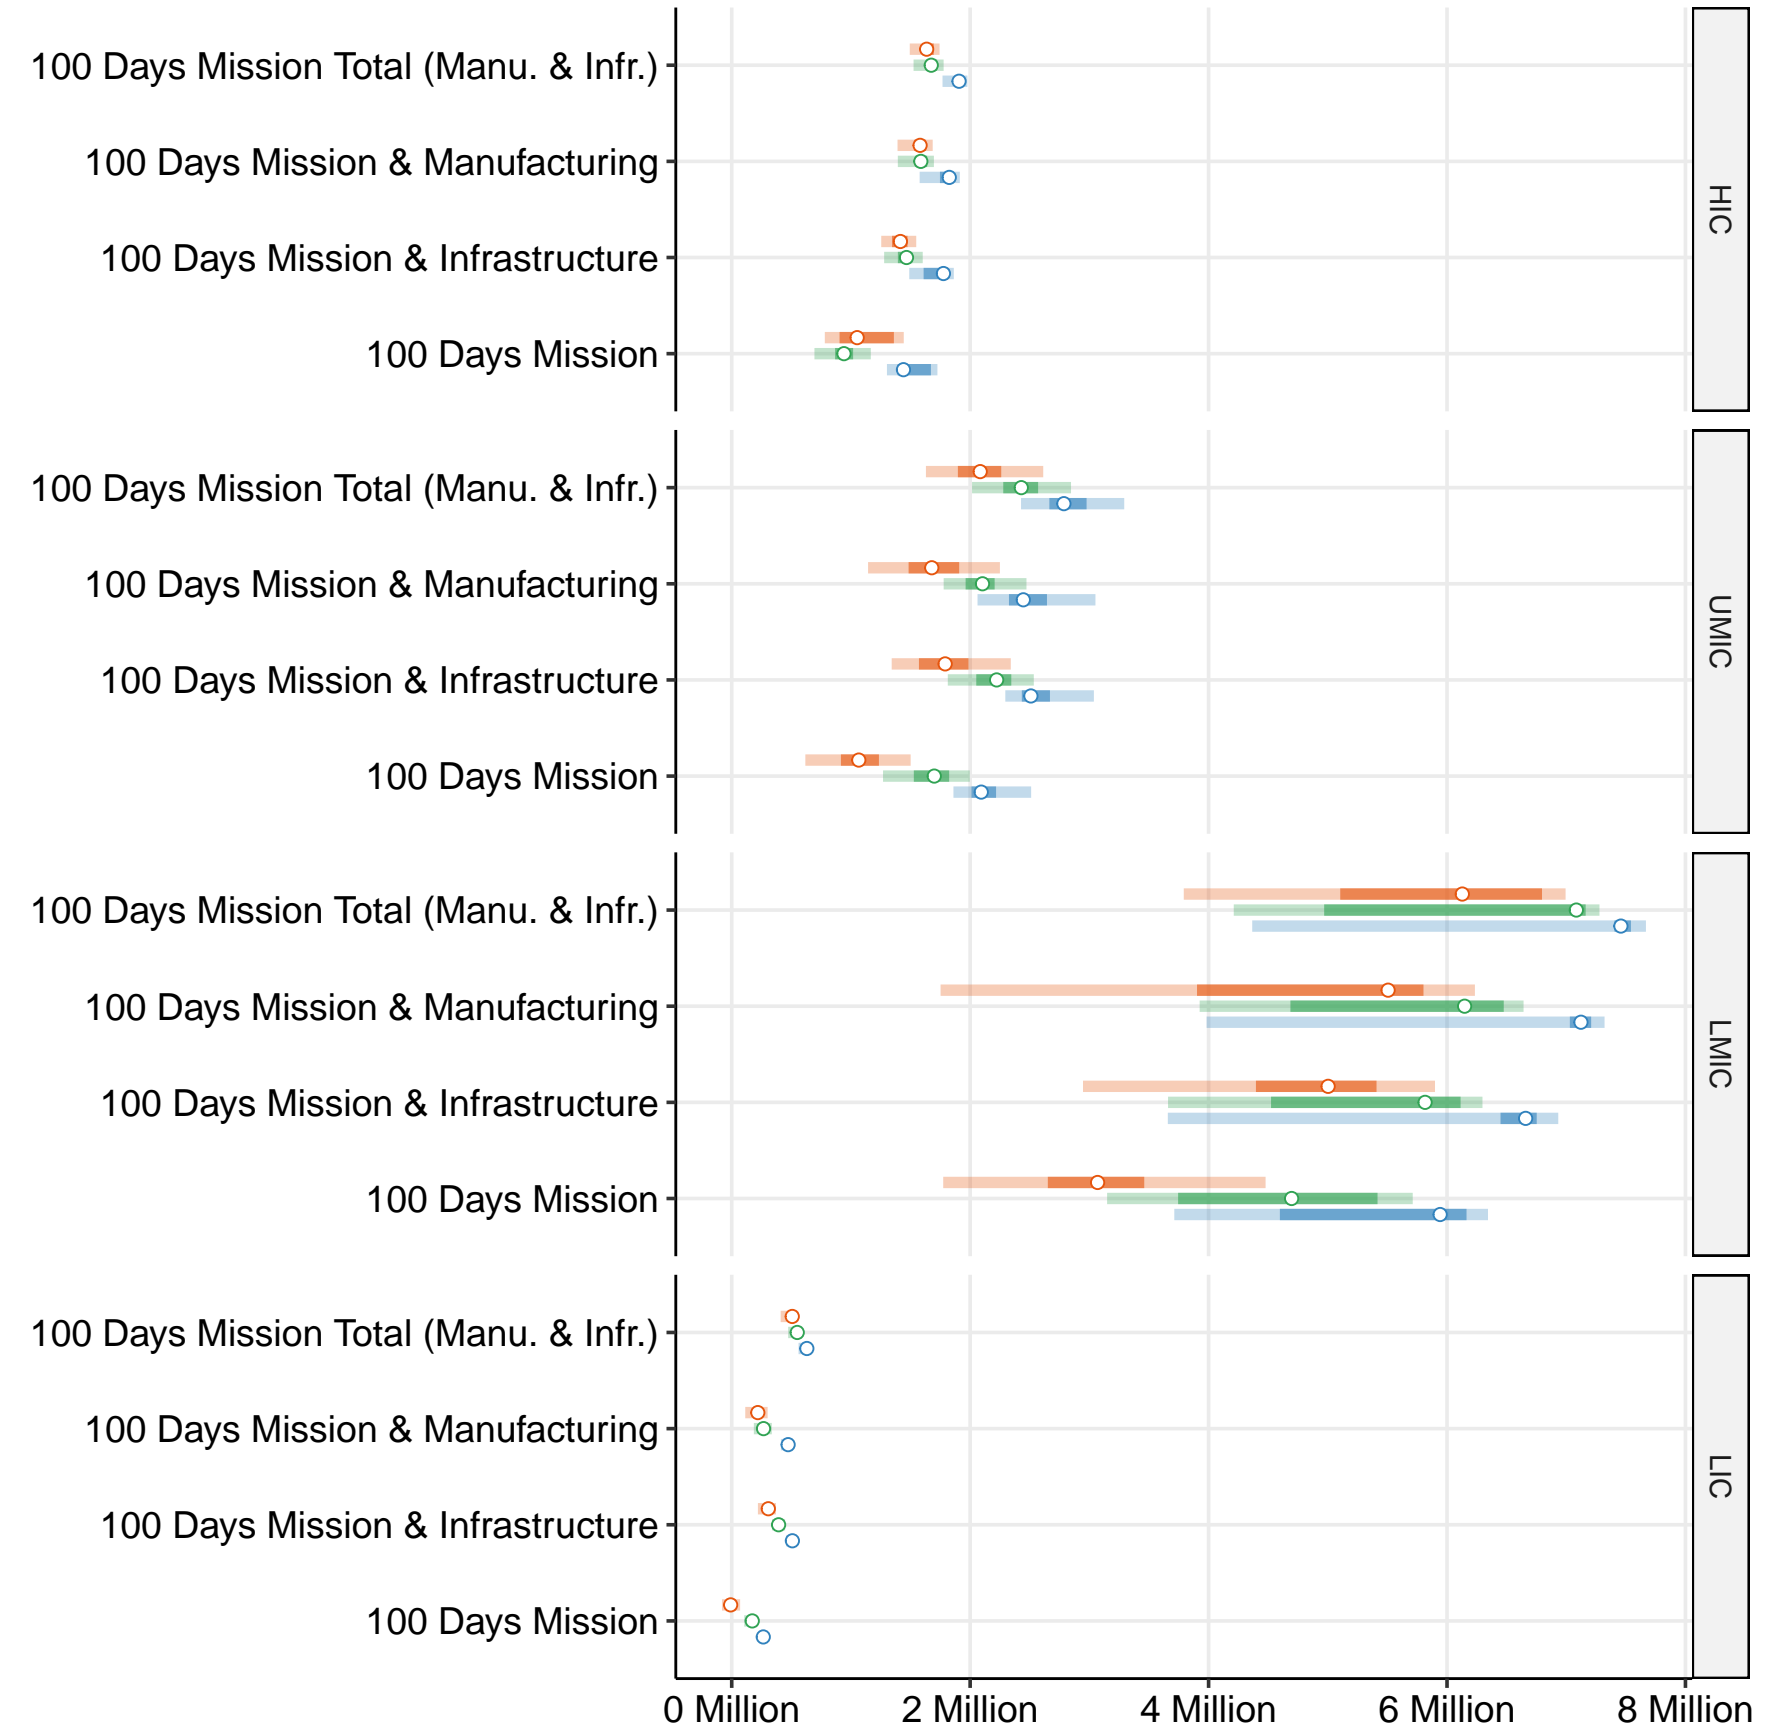 100 Days Mission Total (Manu. & Infr.)
100 Days Mission & Manufacturing
100 Days Mission & Infrastructure
100 Days Mission
HIC
100 Days Mission Total (Manu. & Infr.)
100 Days Mission & Manufacturing
100 Days Mission & Infrastructure
100 Days Mission
UMIC
100 Days Mission Total (Manu. & Infr.)
100 Days Mission & Manufacturing
100 Days Mission & Infrastructure
100 Days Mission
LMIC
100 Days Mission Total (Manu. & Infr.)
100 Days Mission & Manufacturing
100 Days Mission & Infrastructure
100 Days Mission
LIC
0 Million 2 Million 4 Million 6 Million 8 Million